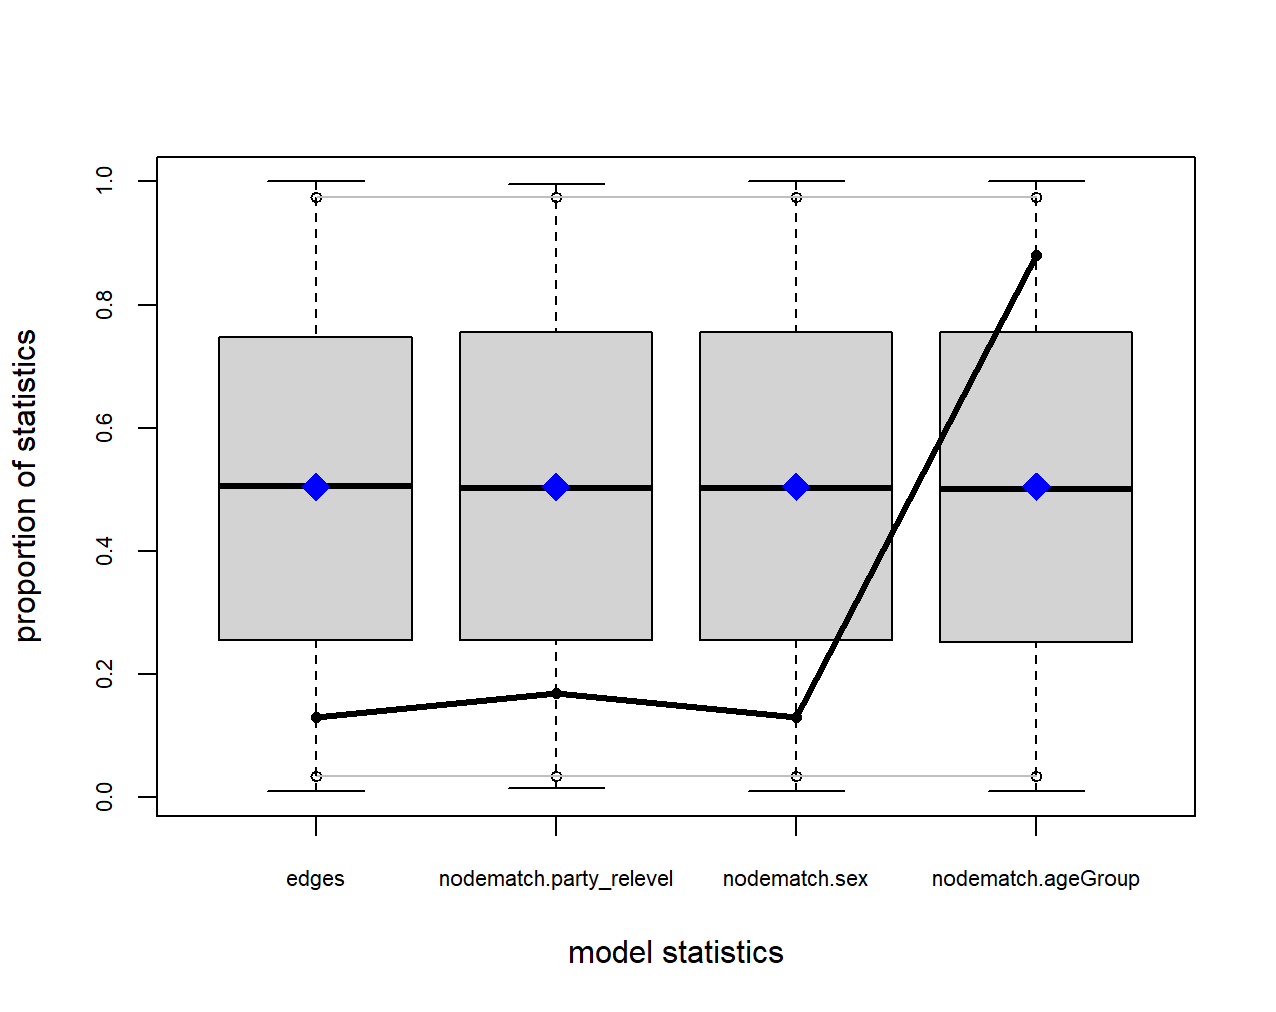 proportion of statistics
1.0
0.8
0.6
0.4
0.2
0.0
edges nodematch.party_relevel nodematch.sex nodematch.ageGroup
model statistics